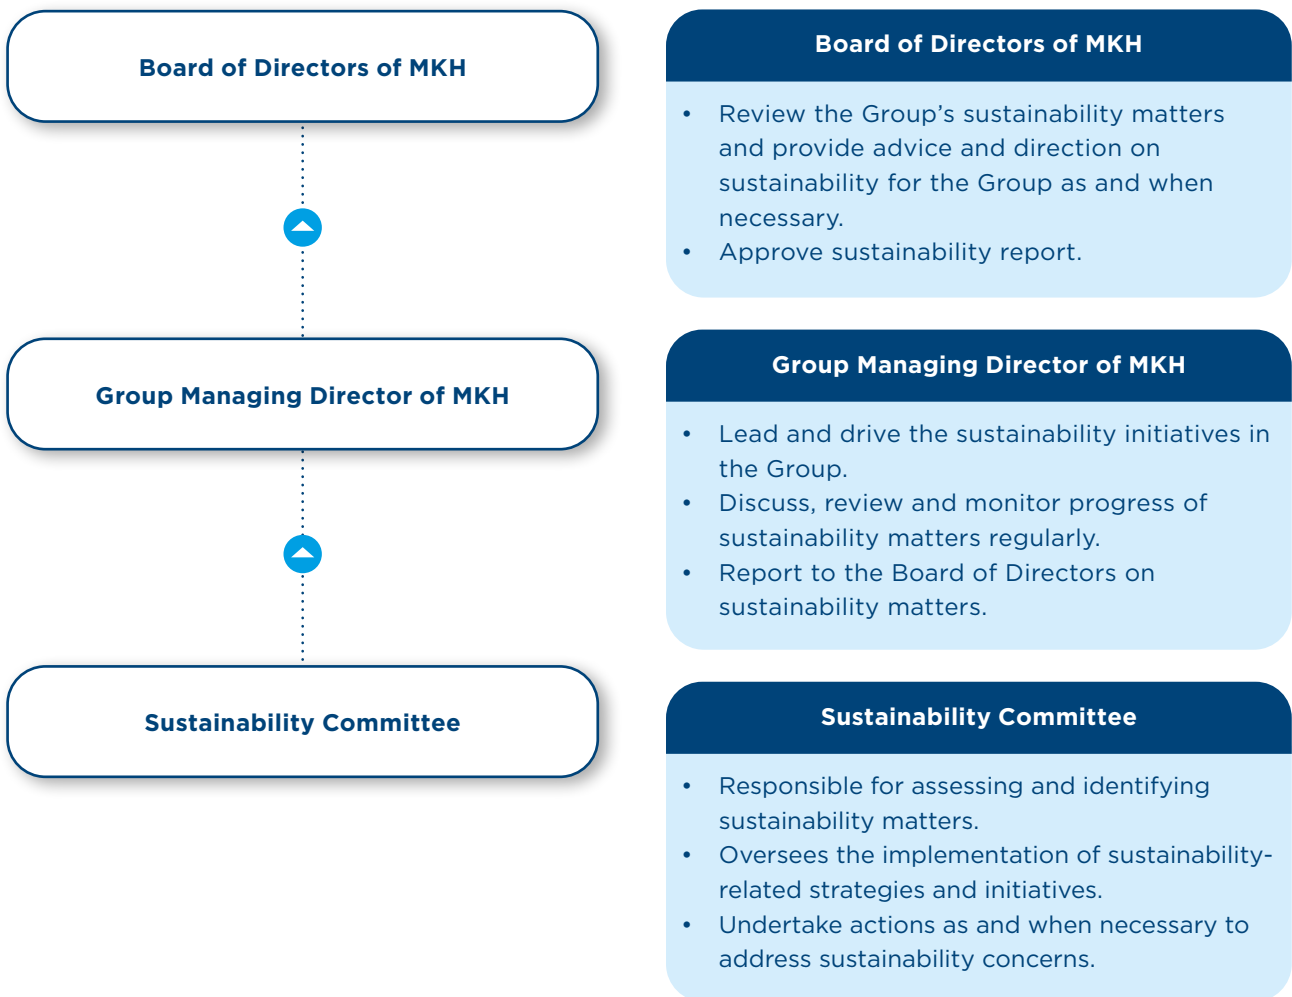 Board of Directors of MKH
Group Managing Director of MKH
Sustainability Committee
Board of Directors of MKH
• Review the Group’s sustainability matters
and provide advice and direction on
sustainability for the Group as and when
necessary.
• Approve sustainability report.
Group Managing Director of MKH
• Lead and drive the sustainability initiatives in
the Group.
• Discuss, review and monitor progress of
sustainability matters regularly.
• Report to the Board of Directors on
sustainability matters.
Sustainability Committee
• Responsible for assessing and identifying
sustainability matters.
• Oversees the implementation of sustainability-
related strategies and initiatives.
• Undertake actions as and when necessary to
address sustainability concerns.